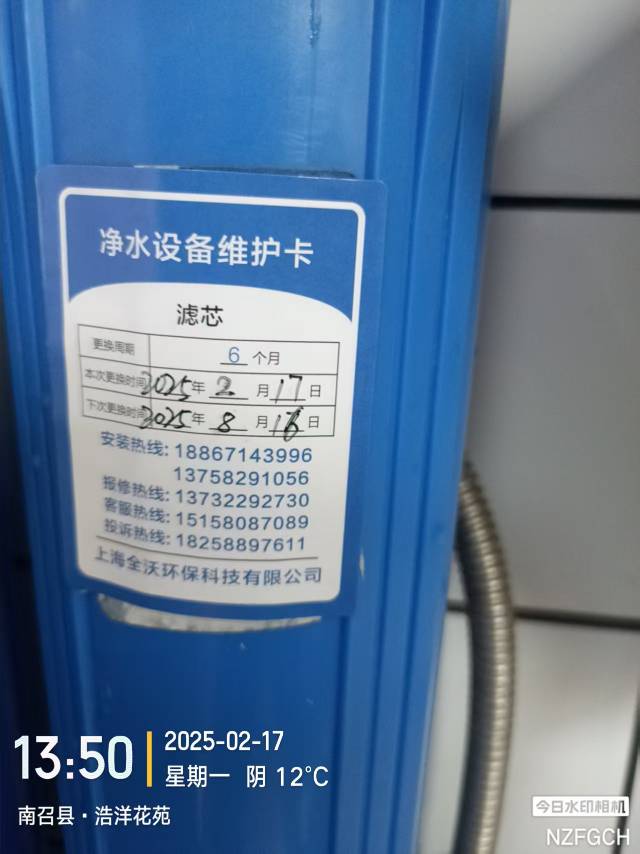 净水设备维护卡
滤芯
更换周期 6 个月
本次更换时间 2025年 2 月 17 日
下次更换时间 2025年 8 月 16 日
安装热线: 18867143996
13758291056
报修热线: 13732292730
客服热线: 15158087089
投诉热线: 18258897611
上海全沃环保科技有限公司
13:50
2025-02-17
星期一 阴 12℃
南召县·浩洋花苑
今日水印相机
NZFGCH